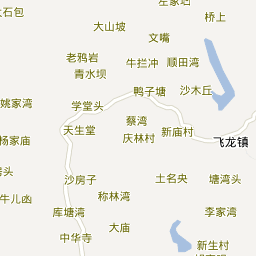 左家坝
石包
桥上
大山坡
文嘴
老鸦岩
牛拦冲
顺田湾
青水坝
鸭子塘
沙木丘
学堂头
姚家湾
蔡湾
天生堂
庆林村
新庙村
杨家庙
飞龙镇
沙房子
土名央
塘湾头
牛儿凼
称林湾
库塘湾
李家湾
大庙
中华寺
新生村